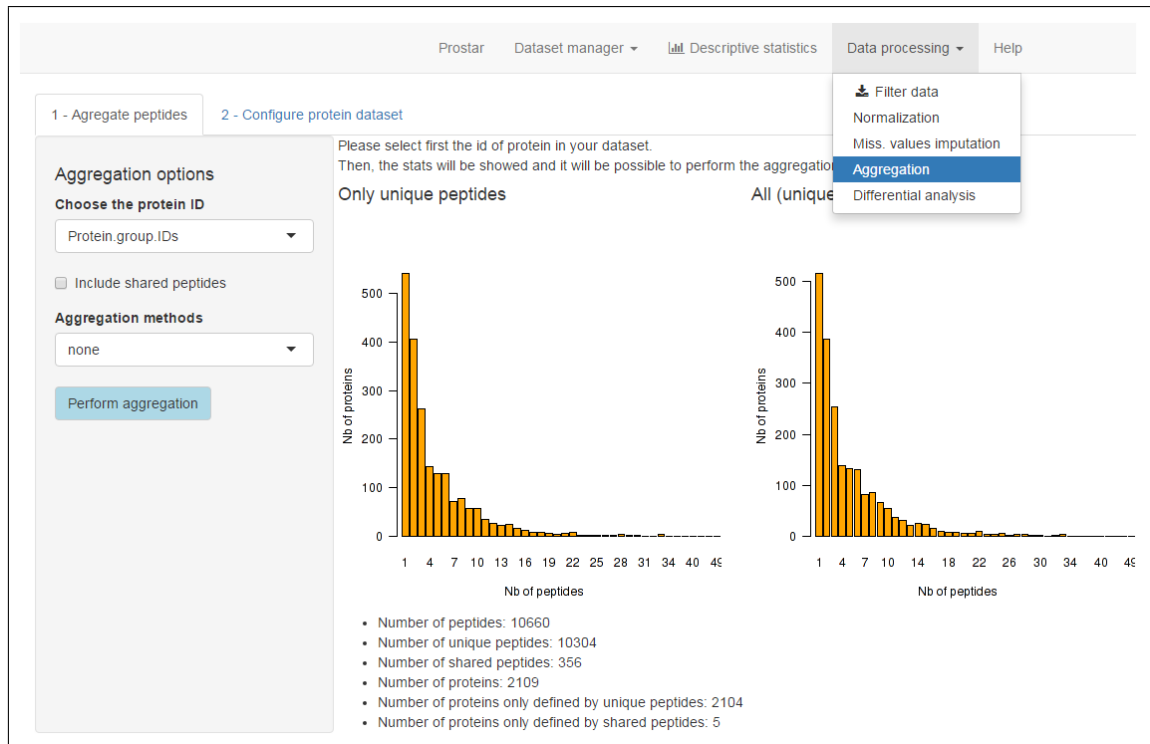 Prostar
Dataset manager
Descriptive statistics
Data processing
Help
Filter data
Normalization
Miss. values imputation
Aggregation
Differential analysis
1 - Agregate peptides
2 - Configure protein dataset
Aggregation options
Choose the protein ID
Protein.group.IDs
Include shared peptides
Aggregation methods
none
Perform aggregation
Please select first the id of protein in your dataset.
Then, the stats will be showed and it will be possible to perform the
Only unique peptides
500
400
300
200
100
0
Nb of proteins
1 4 7 10 13 16 19 22 25 28 31 34 40
Nb of peptides
All (unique
500
400
300
200
100
0
Nb of proteins
1 4 7 10 14 18 22 26 30 34 40 49
Nb of peptides
Number of peptides: 10660
Number of unique peptides: 10304
Number of shared peptides: 356
Number of proteins: 2109
Number of proteins only defined by unique peptides: 2104
Number of proteins only defined by shared peptides: 5